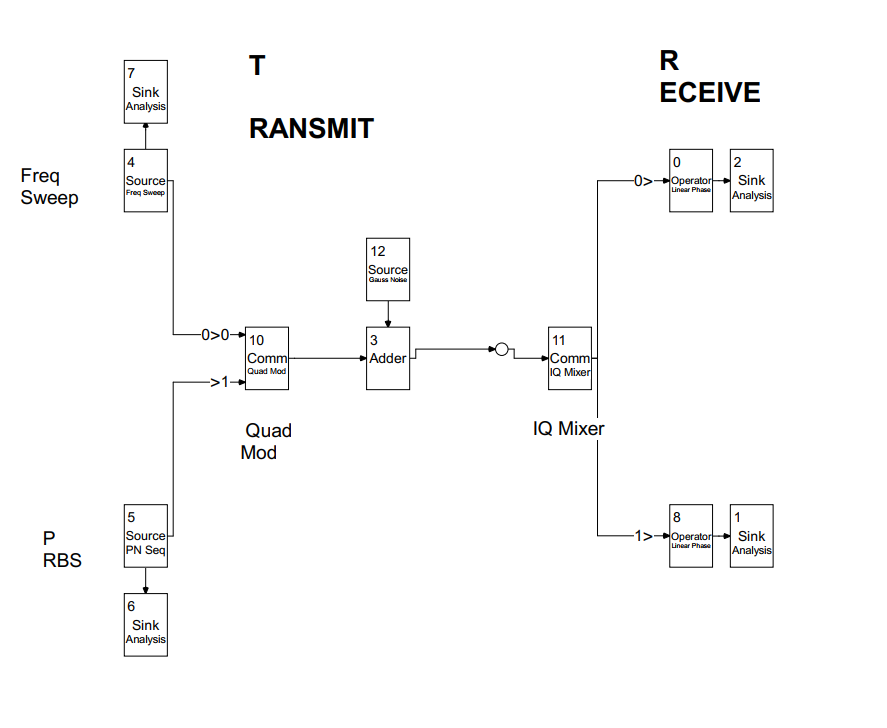 T
RANSMIT
R
ECEIVE
7
Sink
Analysis
4
Source
Freq Sweep
Freq
Sweep
0
Operator
Linear Phase
2
Sink
Analysis
0>
12
Source
Gauss Noise
0>0
10
Comm
Quad Mod
3
Adder
11
Comm
IQ Mixer
>1
Quad
Mod
IQ Mixer
5
Source
PN Seq
P
RBS
1>
8
Operator
Linear Phase
1
Sink
Analysis
6
Sink
Analysis